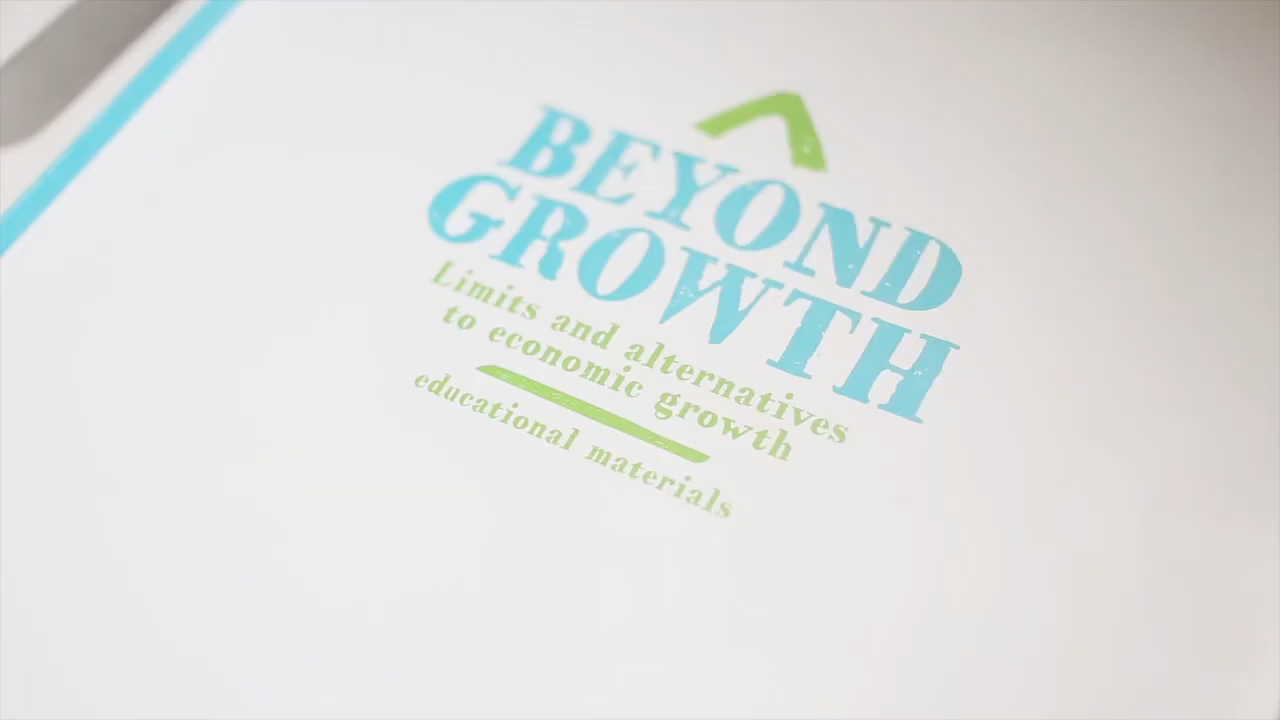 BEYOND
GROWTH
Limits and alternatives
to economic growth
educational materials